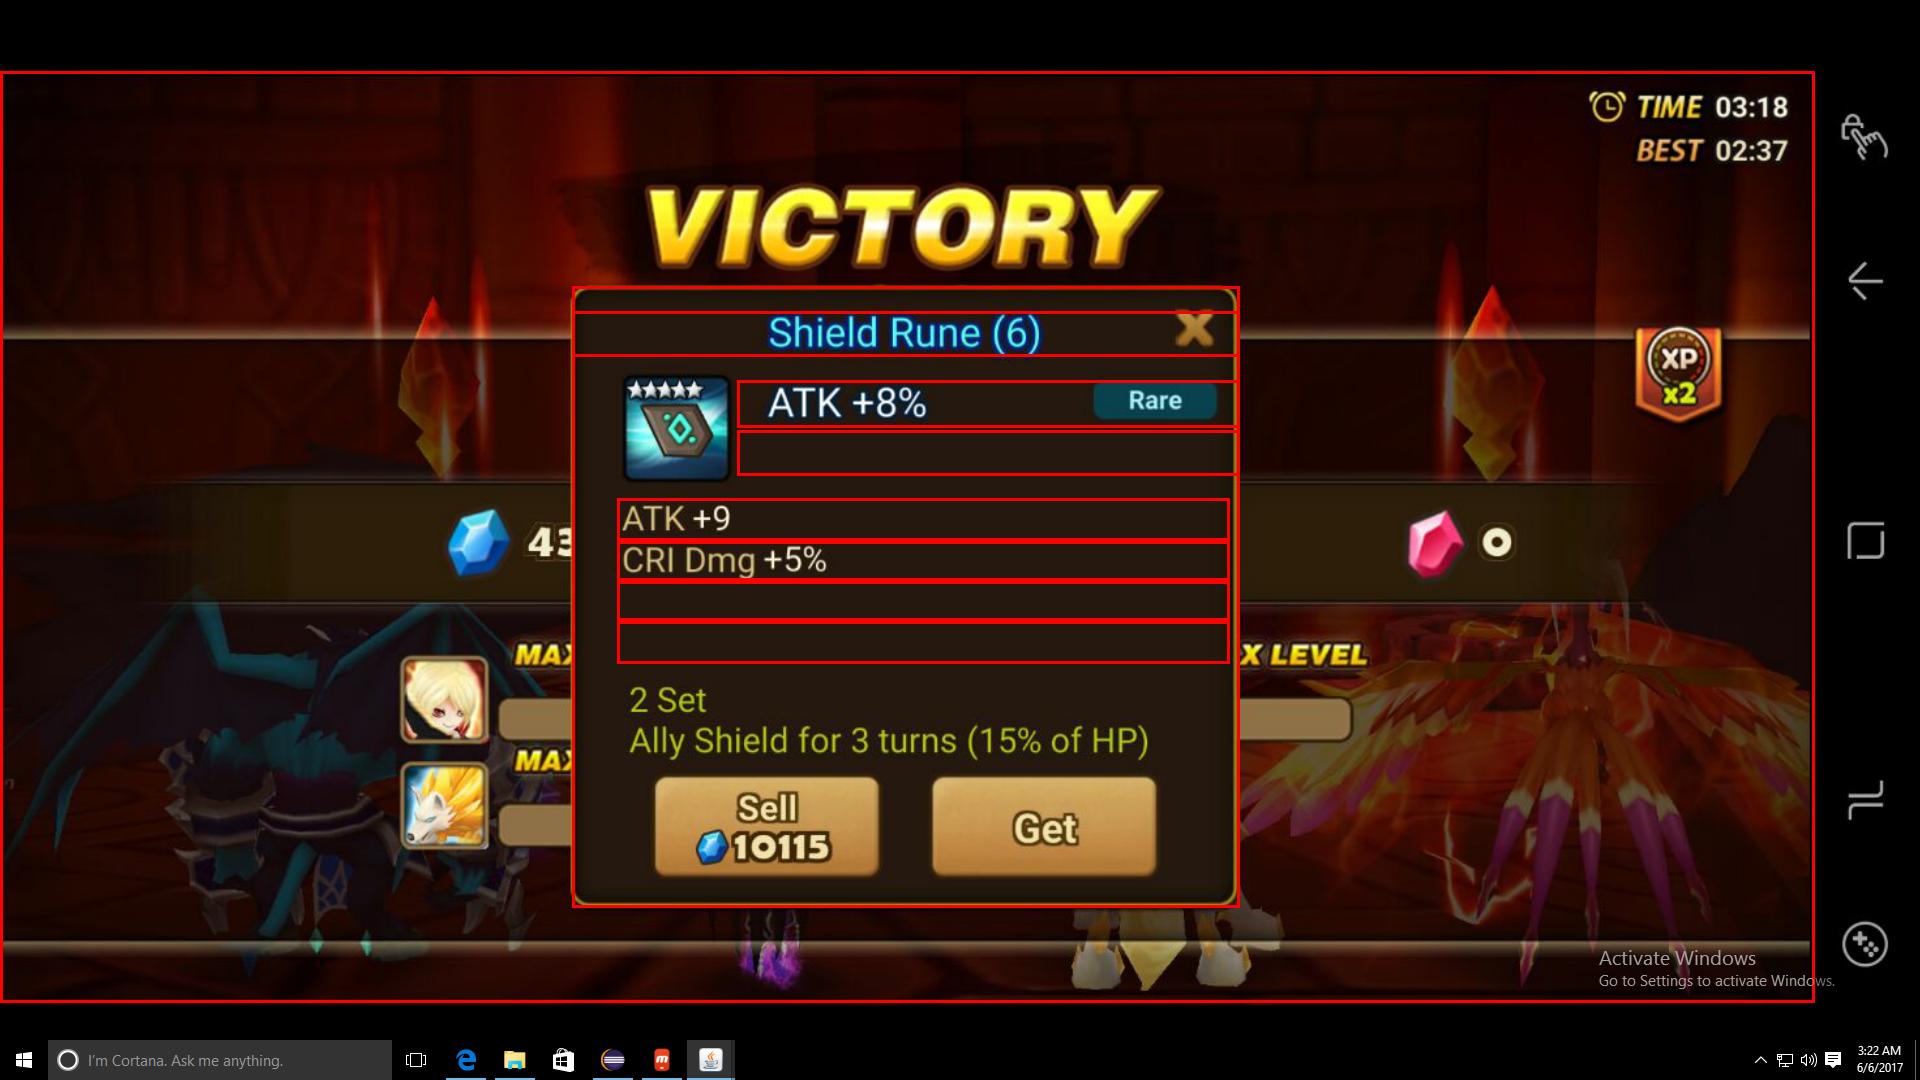 TIME 03:18
BEST 02:37
VICTORY
Shield Rune (6)
X
XP
x2
ATK +8%
Rare
43
0
ATK +9
CRI Dmg +5%
MAX
X LEVEL
2 Set
Ally Shield for 3 turns (15% of HP)
MAX
Sell
10115
Get
Activate Windows
Go to Settings to activate Windows.
I'm Cortana. Ask me anything.
3:22 AM
6/6/2017